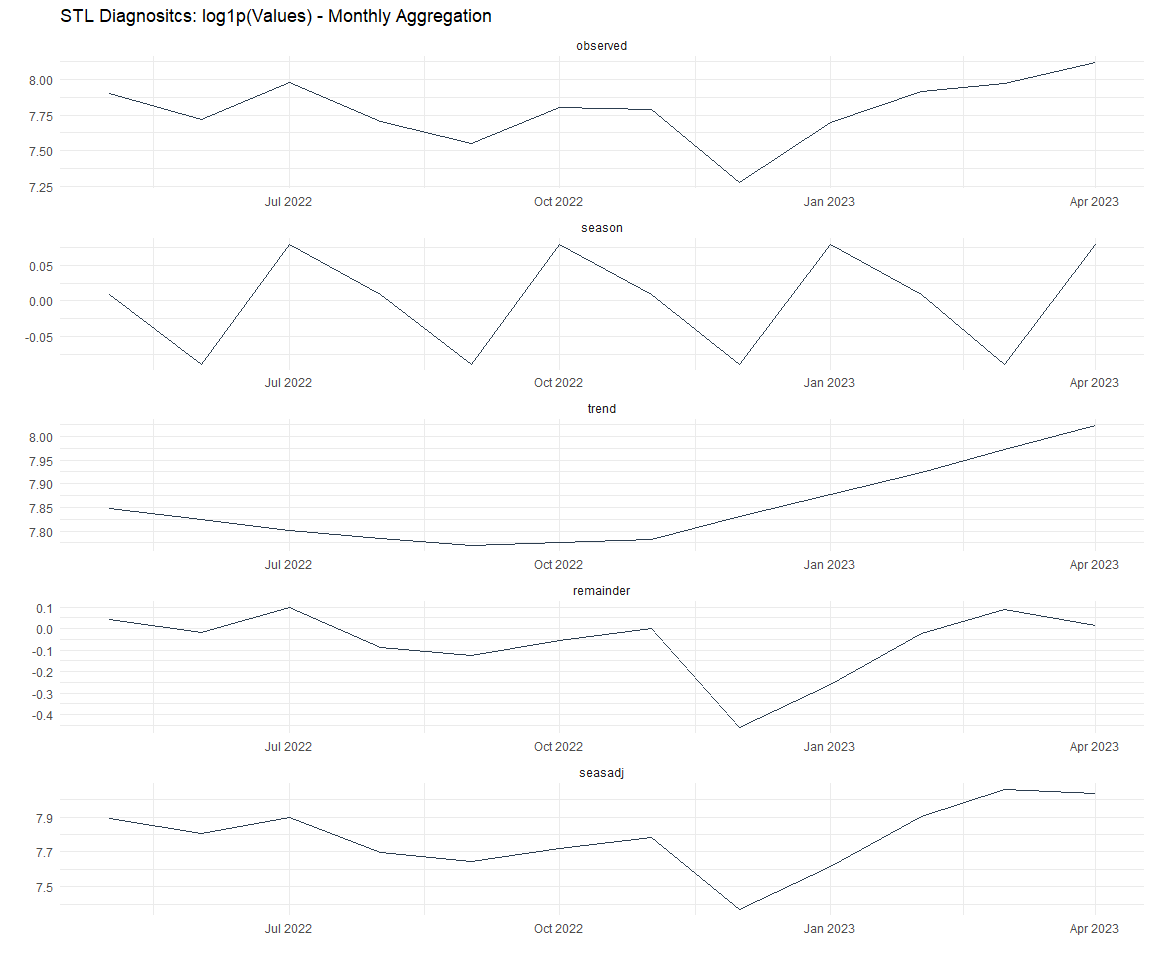 STL Diagnositcs: log1p(Values) - Monthly Aggregation
observed
8.00
7.75
7.50
7.25
Jul 2022 Oct 2022 Jan 2023 Apr 2023
season
0.05
0.00
-0.05
Jul 2022 Oct 2022 Jan 2023 Apr 2023
trend
8.00
7.95
7.90
7.85
7.80
Jul 2022 Oct 2022 Jan 2023 Apr 2023
remainder
0.1
0.0
-0.1
-0.2
-0.3
-0.4
Jul 2022 Oct 2022 Jan 2023 Apr 2023
seasadj
7.9
7.7
7.5
Jul 2022 Oct 2022 Jan 2023 Apr 2023